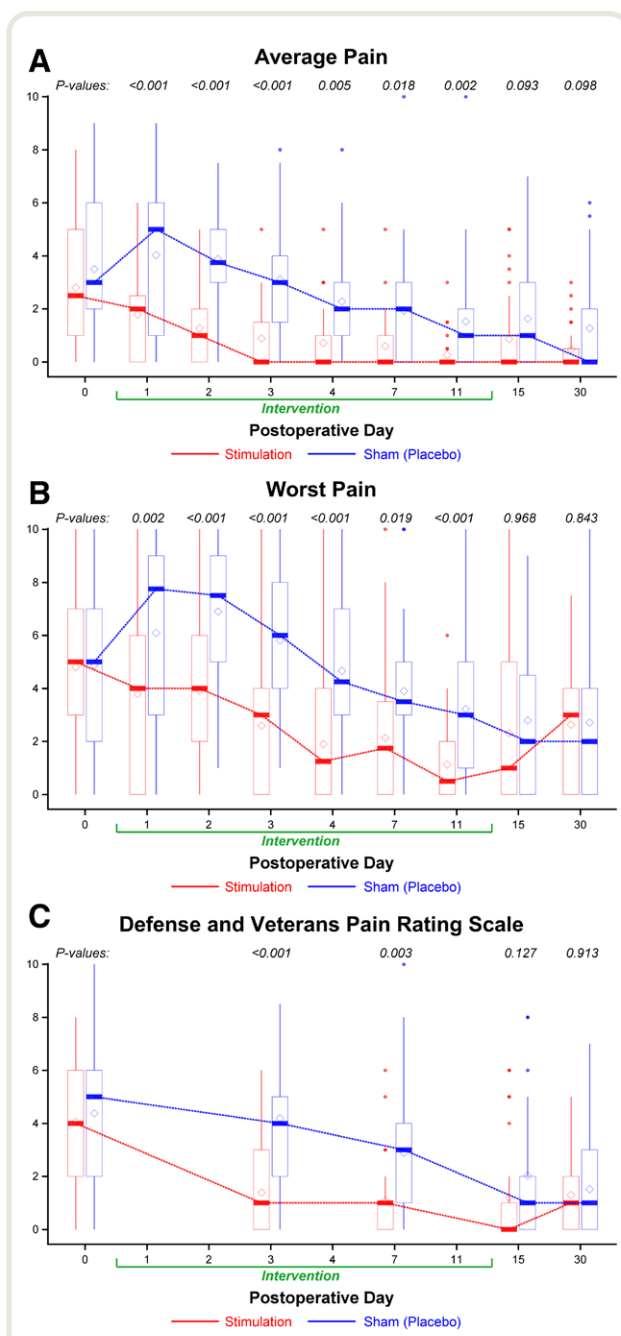 A
Average Pain
P-values: <0.001 <0.001 <0.001 0.005 0.018 0.002 0.093 0.098
10
8
6
4
2
0
0 1 2 3 4 7 11 15 30
Intervention
Postoperative Day
Stimulation Sham (Placebo)
B
Worst Pain
P-values: 0.002 <0.001 <0.001 <0.001 0.019 <0.001 0.968 0.843
10
8
6
4
2
0
0 1 2 3 4 7 11 15 30
Intervention
Postoperative Day
Stimulation Sham (Placebo)
C
Defense and Veterans Pain Rating Scale
P-values: <0.001 0.003 0.127 0.913
10
8
6
4
2
0
0 1 2 3 4 7 11 15 30
Intervention
Postoperative Day
Stimulation Sham (Placebo)